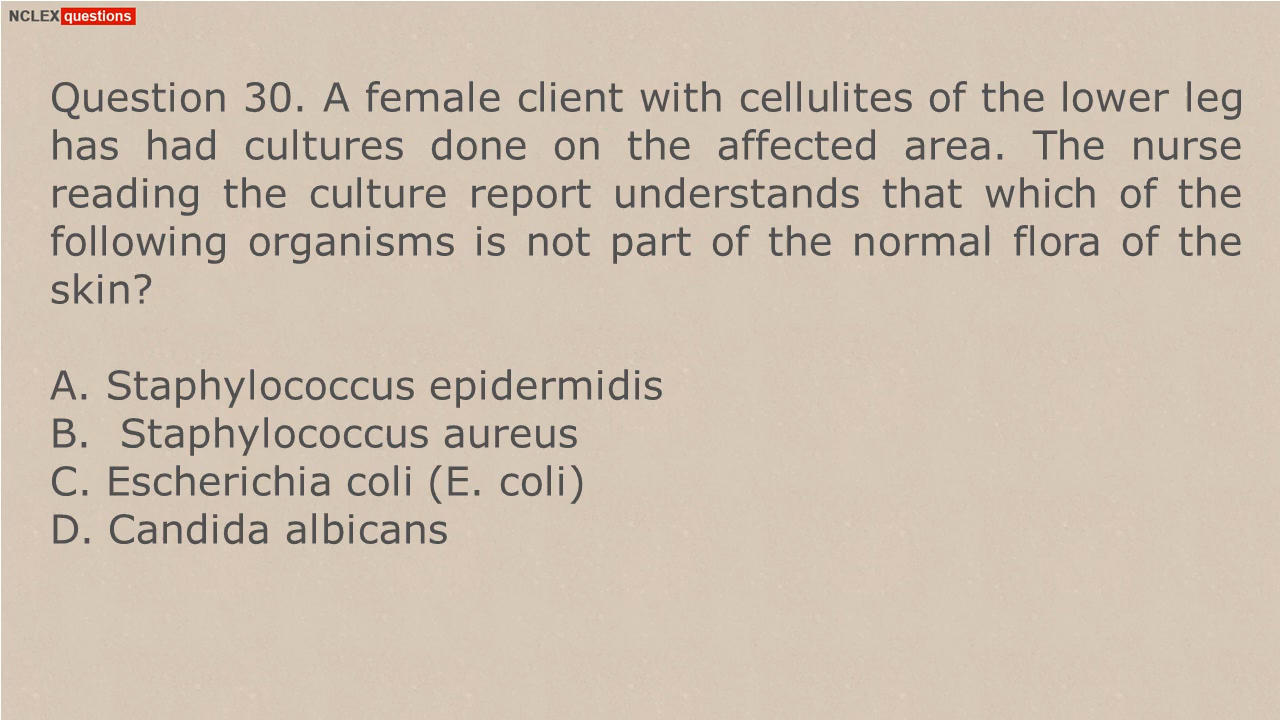 NCLEX questions
Question 30. A female client with cellulites of the lower leg
has had cultures done on the affected area. The nurse
reading the culture report understands that which of the
following organisms is not part of the normal flora of the
skin?
A. Staphylococcus epidermidis
B. Staphylococcus aureus
C. Escherichia coli (E. coli)
D. Candida albicans